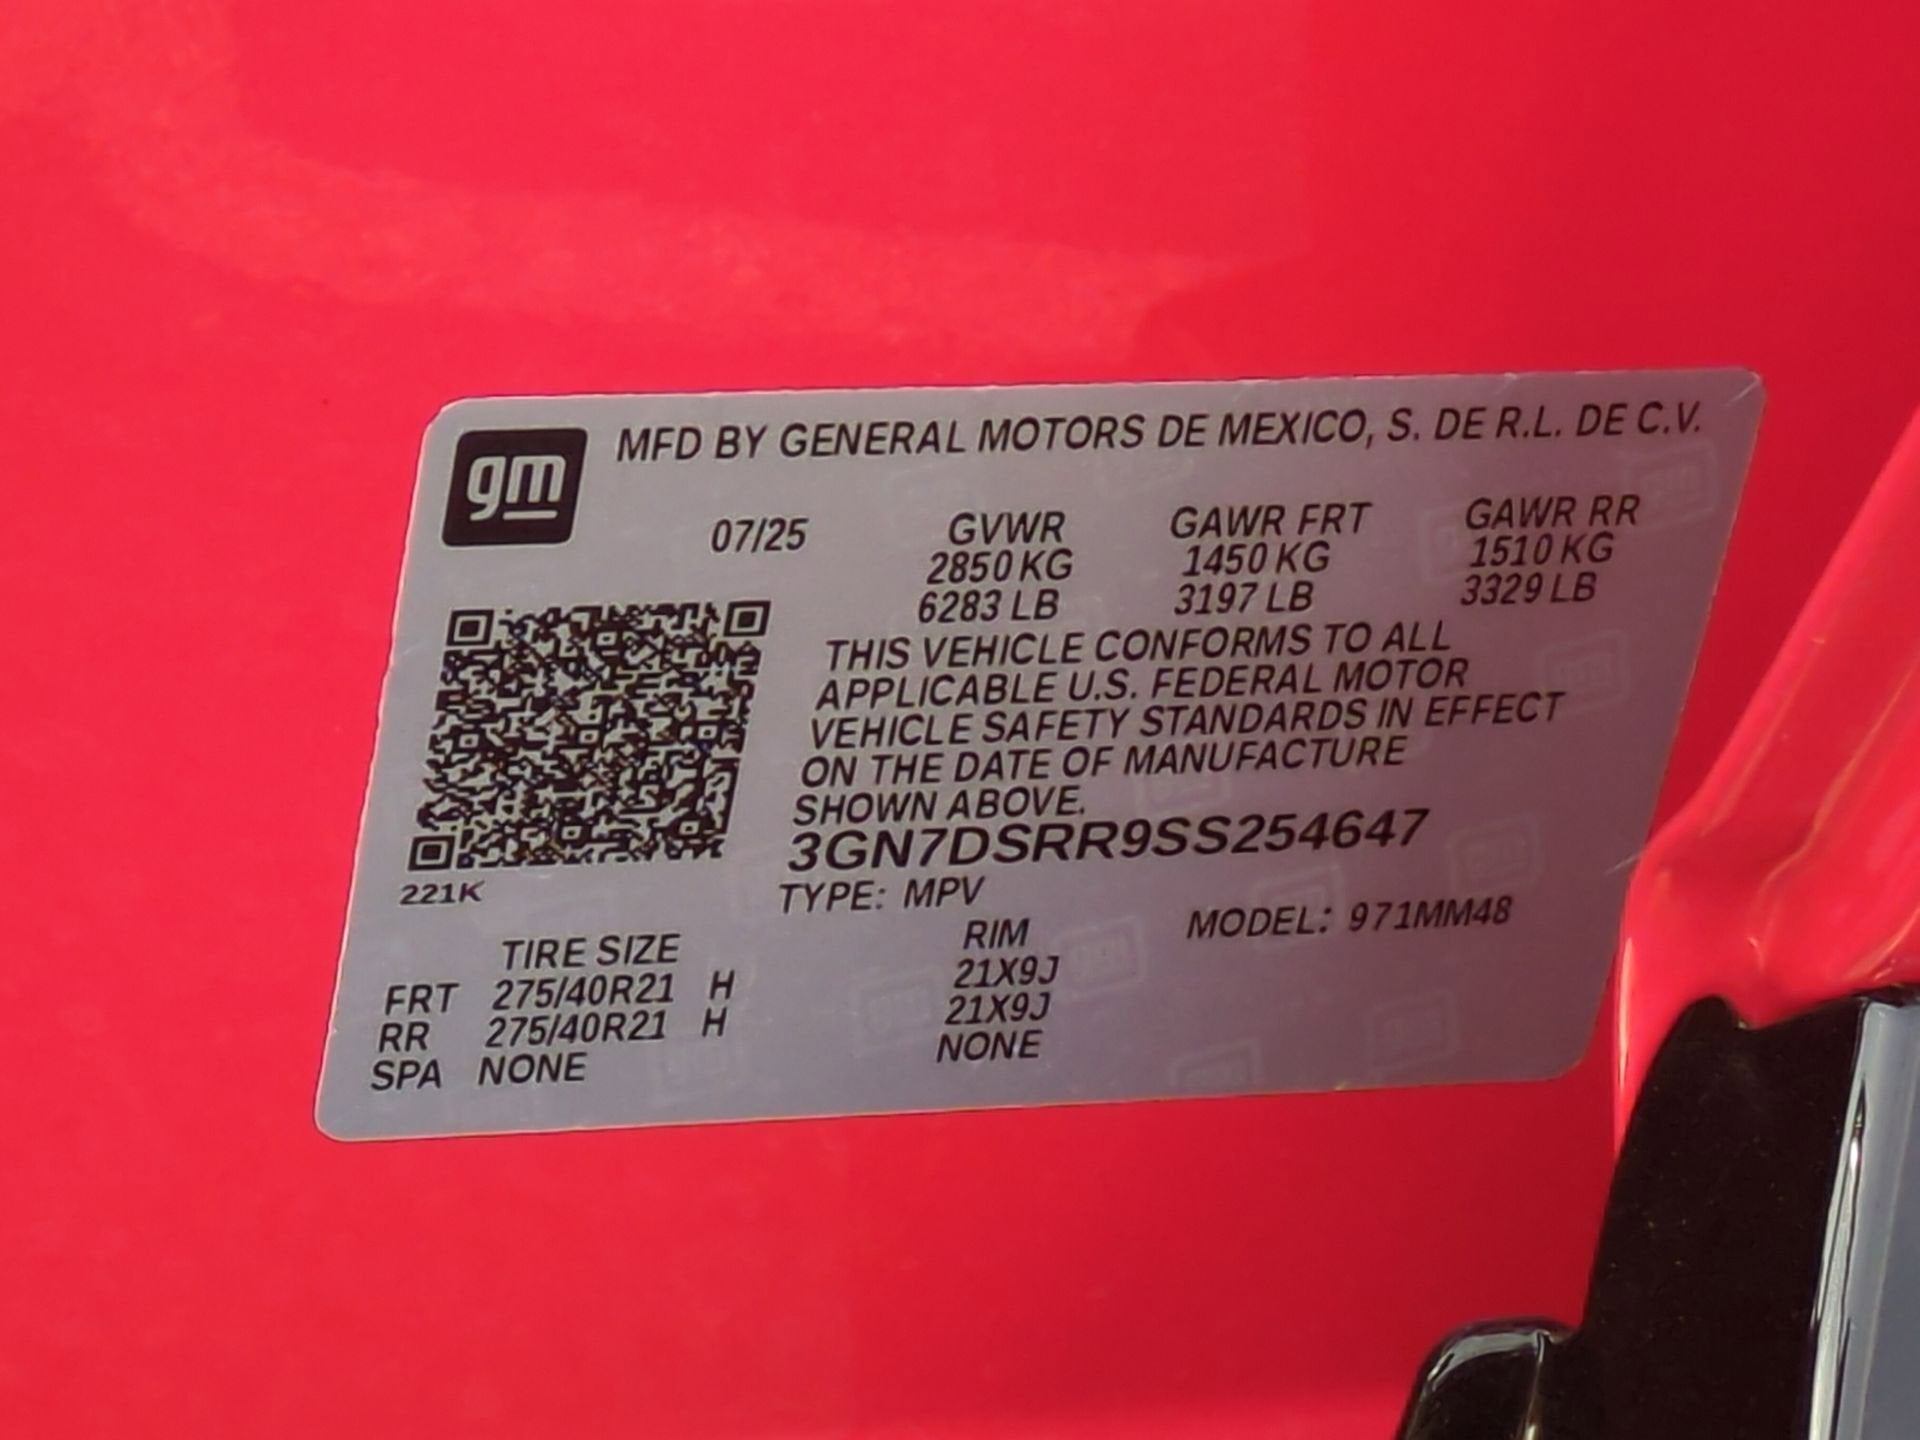 gm
MFD BY GENERAL MOTORS DE MEXICO, S. DE R.L. DE C.V.
07/25 GVWR GAWR FRT GAWR RR
2850 KG 1450 KG 1510 KG
6283 LB 3197 LB 3329 LB
THIS VEHICLE CONFORMS TO ALL
APPLICABLE U.S. FEDERAL MOTOR
VEHICLE SAFETY STANDARDS IN EFFECT
ON THE DATE OF MANUFACTURE
SHOWN ABOVE.
3GN7DSRR9SS254647
221K
TYPE: MPV MODEL: 971MM48
TIRE SIZE RIM
FRT 275/40R21 H 21X9J
RR 275/40R21 H 21X9J
SPA NONE NONE